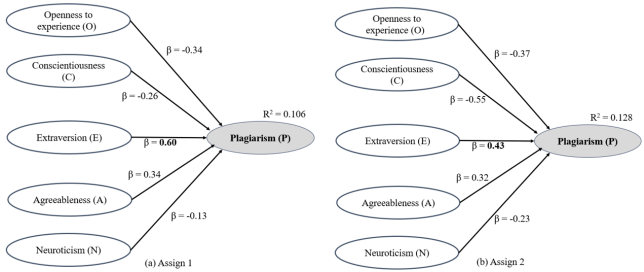 Openness to
experience (O)
β = -0.34
Conscientiousness
(C)
β = -0.26
R² = 0.106
Extraversion (E)
β = 0.60
Plagiarism (P)
β = 0.34
Agreeableness (A)
β = -0.13
Neuroticism (N)
(a) Assign 1
Openness to
experience (O)
β = -0.37
Conscientiousness
(C)
β = -0.55
R² = 0.128
Extraversion (E)
β = 0.43
Plagiarism (P)
β = 0.32
Agreeableness (A)
β = -0.23
Neuroticism (N)
(b) Assign 2